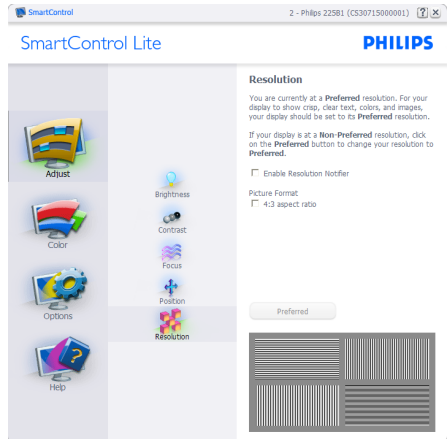 SmartControl
2 - Philips 225B1 (CS30715000001)
SmartControl Lite
PHILIPS
Adjust
Color
Options
Help
Brightness
Contrast
Focus
Position
Resolution
Resolution
You are currently at a Preferred resolution. For your
display to show crisp, clear text, colors, and images,
your display should be set to its Preferred resolution.
If your display is at a Non-Preferred resolution, click
on the Preferred button to change your resolution to
Preferred.
Enable Resolution Notifier
Picture Format
4:3 aspect ratio
Preferred